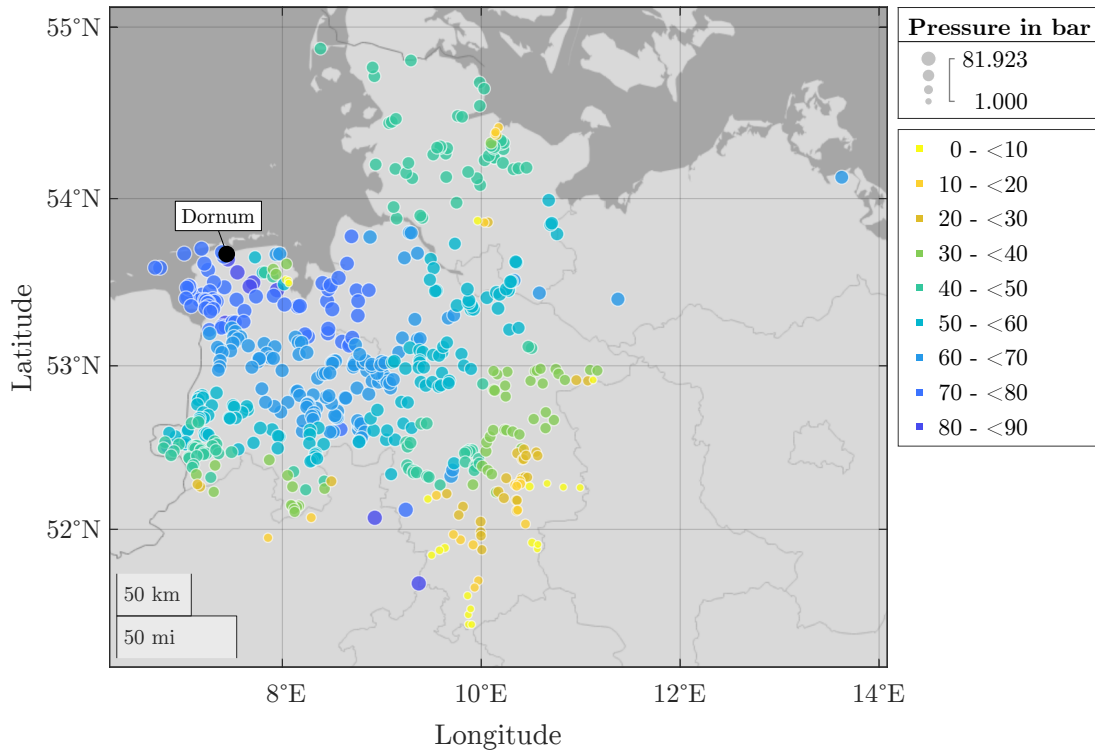 55°N
54°N
53°N
52°N
Latitude
Dornum
50 km
50 mi
8°E
10°E
12°E
14°E
Longitude
Pressure in bar
81.923
1.000
0 - <10
10 - <20
20 - <30
30 - <40
40 - <50
50 - <60
60 - <70
70 - <80
80 - <90